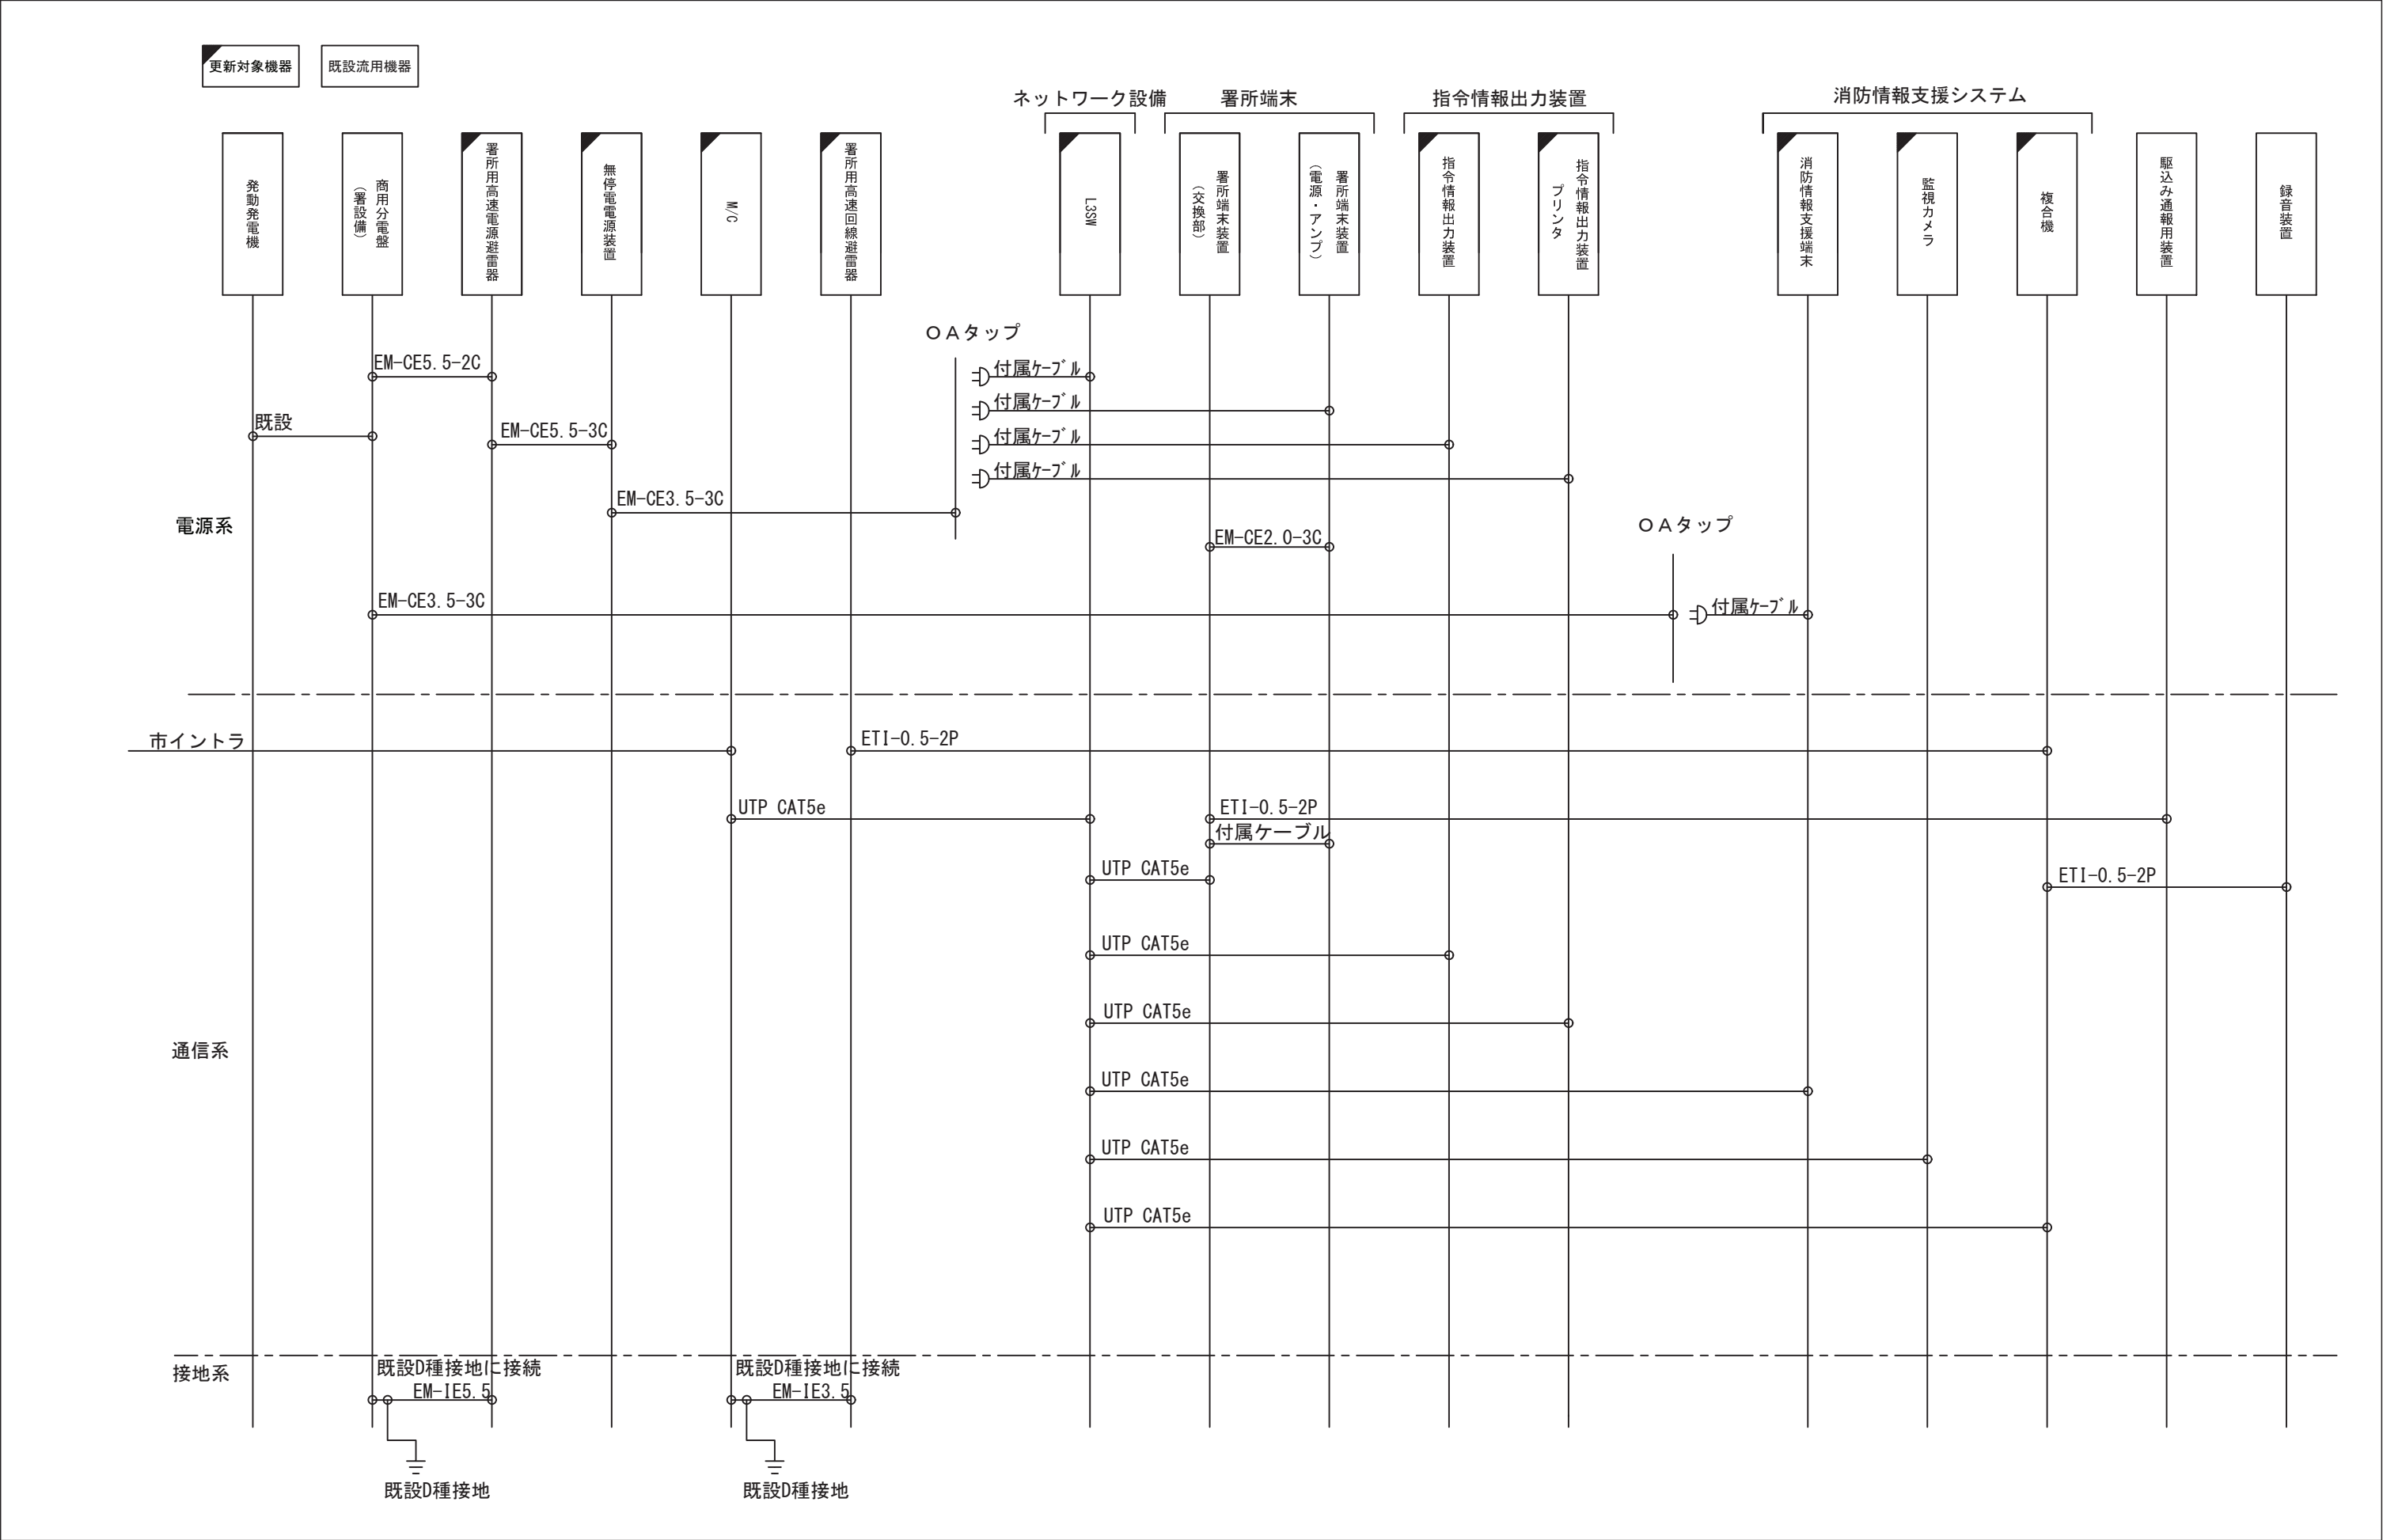 更新対象機器
既設流用機器
ネットワーク設備
署所端末
指令情報出力装置
消防情報支援システム
発動発電機
商用分電盤
（署設備）
署所用高速電源避雷器
無停電電源装置
M/C
署所用高速回線避雷器
L3SW
署所端末装置
（交換部）
署所端末装置
（電源・アンプ）
指令情報出力装置
指令情報出力装置
プリンタ
消防情報支援端末
監視カメラ
複合機
駆込み通報用装置
録音装置
ＯＡタップ
EM-CE5.5-2C
付属ｹｰﾌﾞﾙ
付属ｹｰﾌﾞﾙ
既設
EM-CE5.5-3C
付属ｹｰﾌﾞﾙ
付属ｹｰﾌﾞﾙ
EM-CE3.5-3C
電源系
ＯＡタップ
EM-CE2.0-3C
EM-CE3.5-3C
付属ｹｰﾌﾞﾙ
市イントラ
ETI-0.5-2P
UTP CAT5e
ETI-0.5-2P
付属ケーブル
UTP CAT5e
ETI-0.5-2P
UTP CAT5e
UTP CAT5e
通信系
UTP CAT5e
UTP CAT5e
UTP CAT5e
接地系
既設D種接地に接続
EM-IE5.5
既設D種接地に接続
EM-IE3.5
既設D種接地
既設D種接地